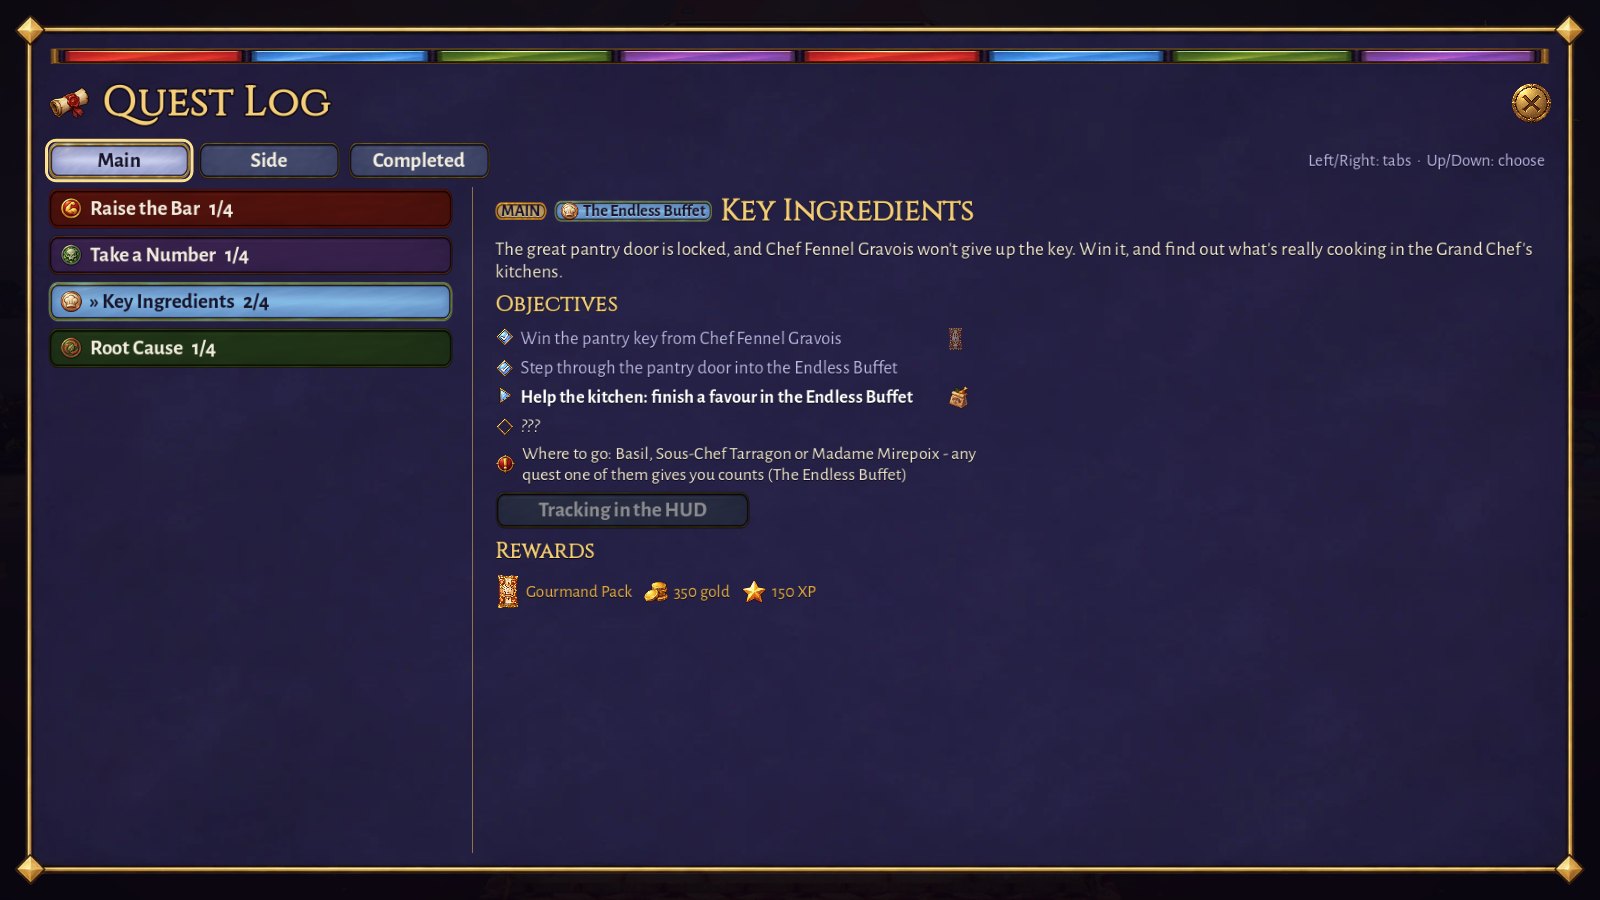 Quest Log
Main
Side
Completed
Left/Right: tabs · Up/Down: choose
Raise the Bar 1/4
Take a Number 1/4
» Key Ingredients 2/4
Root Cause 1/4
MAIN
The Endless Buffet
Key Ingredients
The great pantry door is locked, and Chef Fennel Gravois won't give up the key. Win it, and find out what's really cooking in the Grand Chef's
kitchens.
Objectives
Win the pantry key from Chef Fennel Gravois
Step through the pantry door into the Endless Buffet
Help the kitchen: finish a favour in the Endless Buffet
???
Where to go: Basil, Sous-Chef Tarragon or Madame Mirepoix - any
quest one of them gives you counts (The Endless Buffet)
Tracking in the HUD
Rewards
Gourmand Pack
350 gold
150 XP